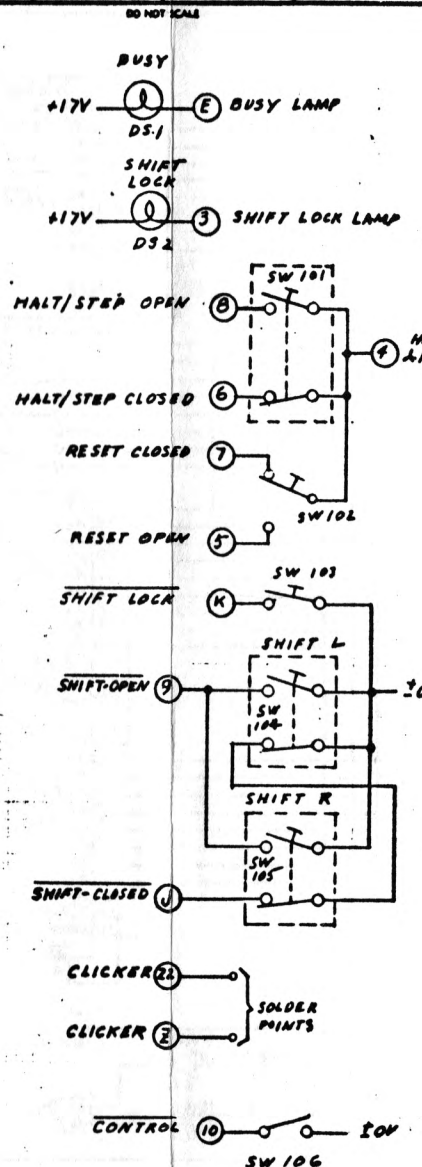 DO NOT SCALE
BUSY
+17V E BUSY LAMP
DS1
SHIFT
LOCK
+17V 3 SHIFT LOCK LAMP
DS2
SW 101
HALT/STEP OPEN 8
4
HALT/STEP CLOSED 6
RESET CLOSED 7
SW 102
RESET OPEN 5
SW 103
SHIFT LOCK K
SHIFT L
SHIFT-OPEN 9
SW
104
SHIFT R
SW
105
SHIFT-CLOSED J
CLICKER 22
SOLDER
POINTS
CLICKER Z
CONTROL 10 ±0V
SW 106